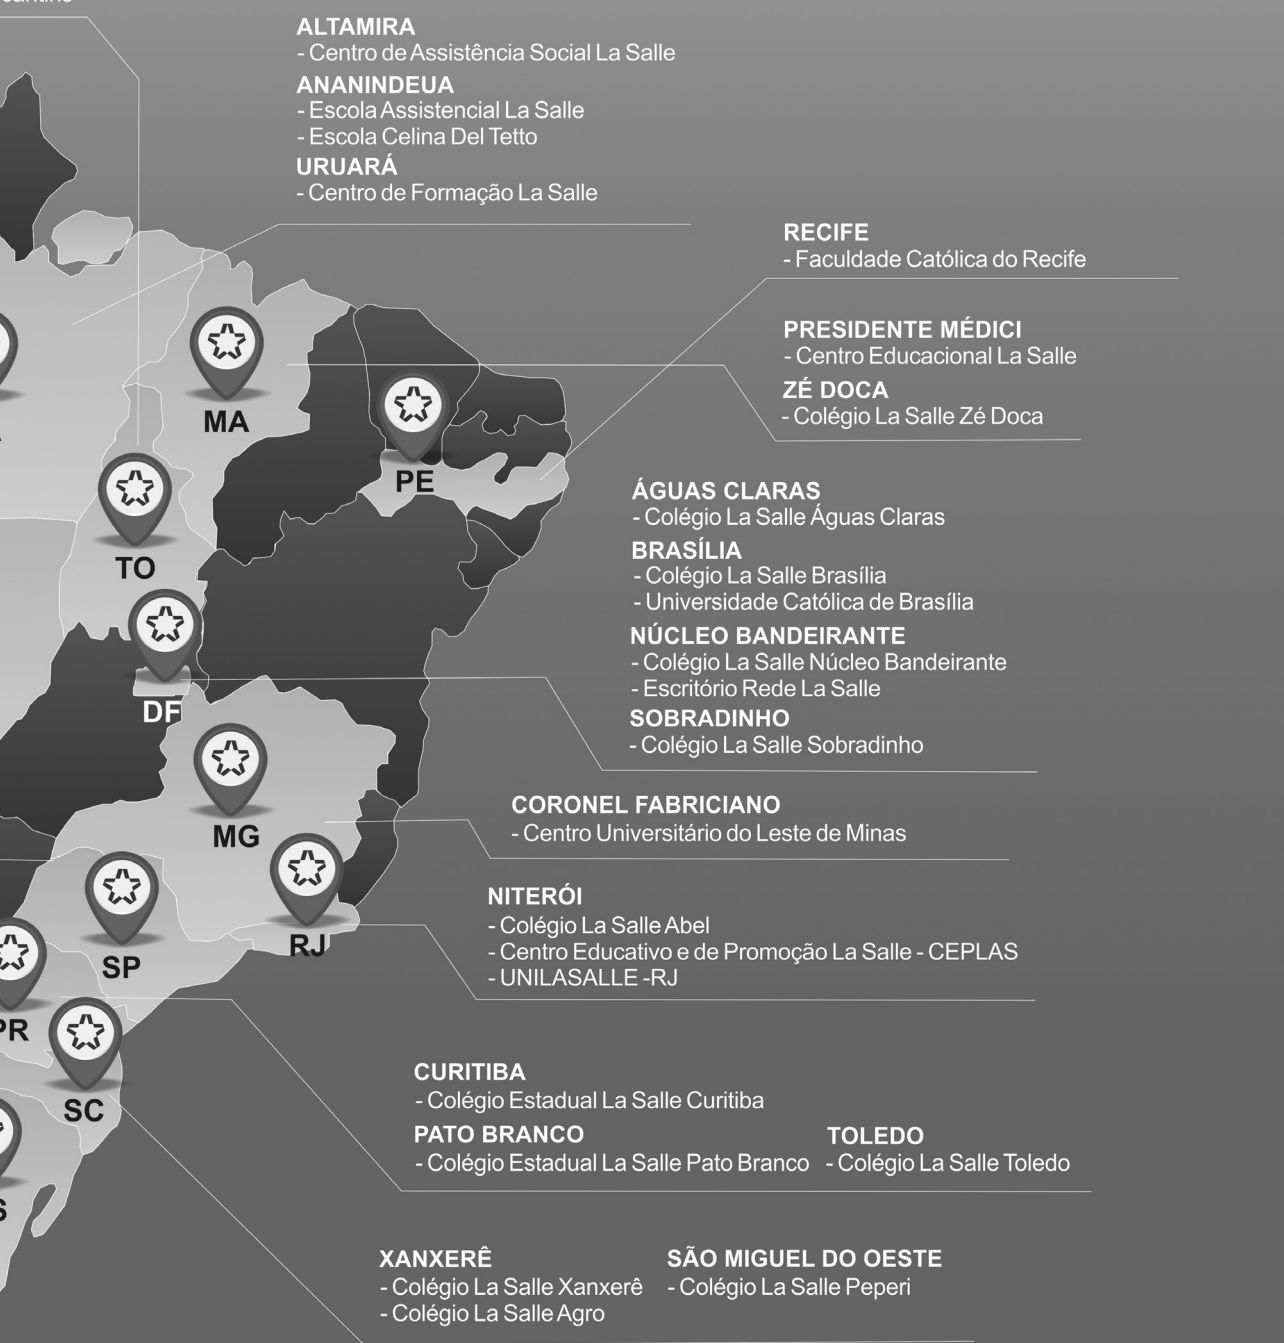 ALTAMIRA
- Centro de Assistência Social La Salle
ANANINDEUA
- Escola Assistencial La Salle
- Escola Celina Del Tetto
URUARÁ
- Centro de Formação La Salle
RECIFE
- Faculdade Católica do Recife
PRESIDENTE MÉDICI
- Centro Educacional La Salle
ZÉ DOCA
- Colégio La Salle Zé Doca
MA
PE
TO
ÁGUAS CLARAS
- Colégio La Salle Águas Claras
BRASÍLIA
- Colégio La Salle Brasília
- Universidade Católica de Brasília
NÚCLEO BANDEIRANTE
- Colégio La Salle Núcleo Bandeirante
- Escritório Rede La Salle
SOBRADINHO
- Colégio La Salle Sobradinho
DF
MG
CORONEL FABRICIANO
- Centro Universitário do Leste de Minas
NITERÓI
- Colégio La Salle Abel
- Centro Educativo e de Promoção La Salle - CEPLAS
- UNILASALLE -RJ
RJ
SP
PR
SC
CURITIBA
- Colégio Estadual La Salle Curitiba
PATO BRANCO
- Colégio Estadual La Salle Pato Branco
TOLEDO
- Colégio La Salle Toledo
XANXERÊ
- Colégio La Salle Xanxerê
- Colégio La Salle Agro
SÃO MIGUEL DO OESTE
- Colégio La Salle Peperi